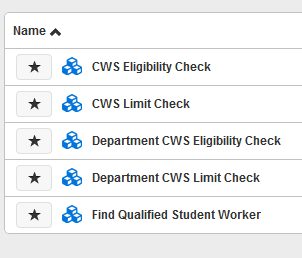 Name
CWS Eligibility Check
CWS Limit Check
Department CWS Eligibility Check
Department CWS Limit Check
Find Qualified Student Worker